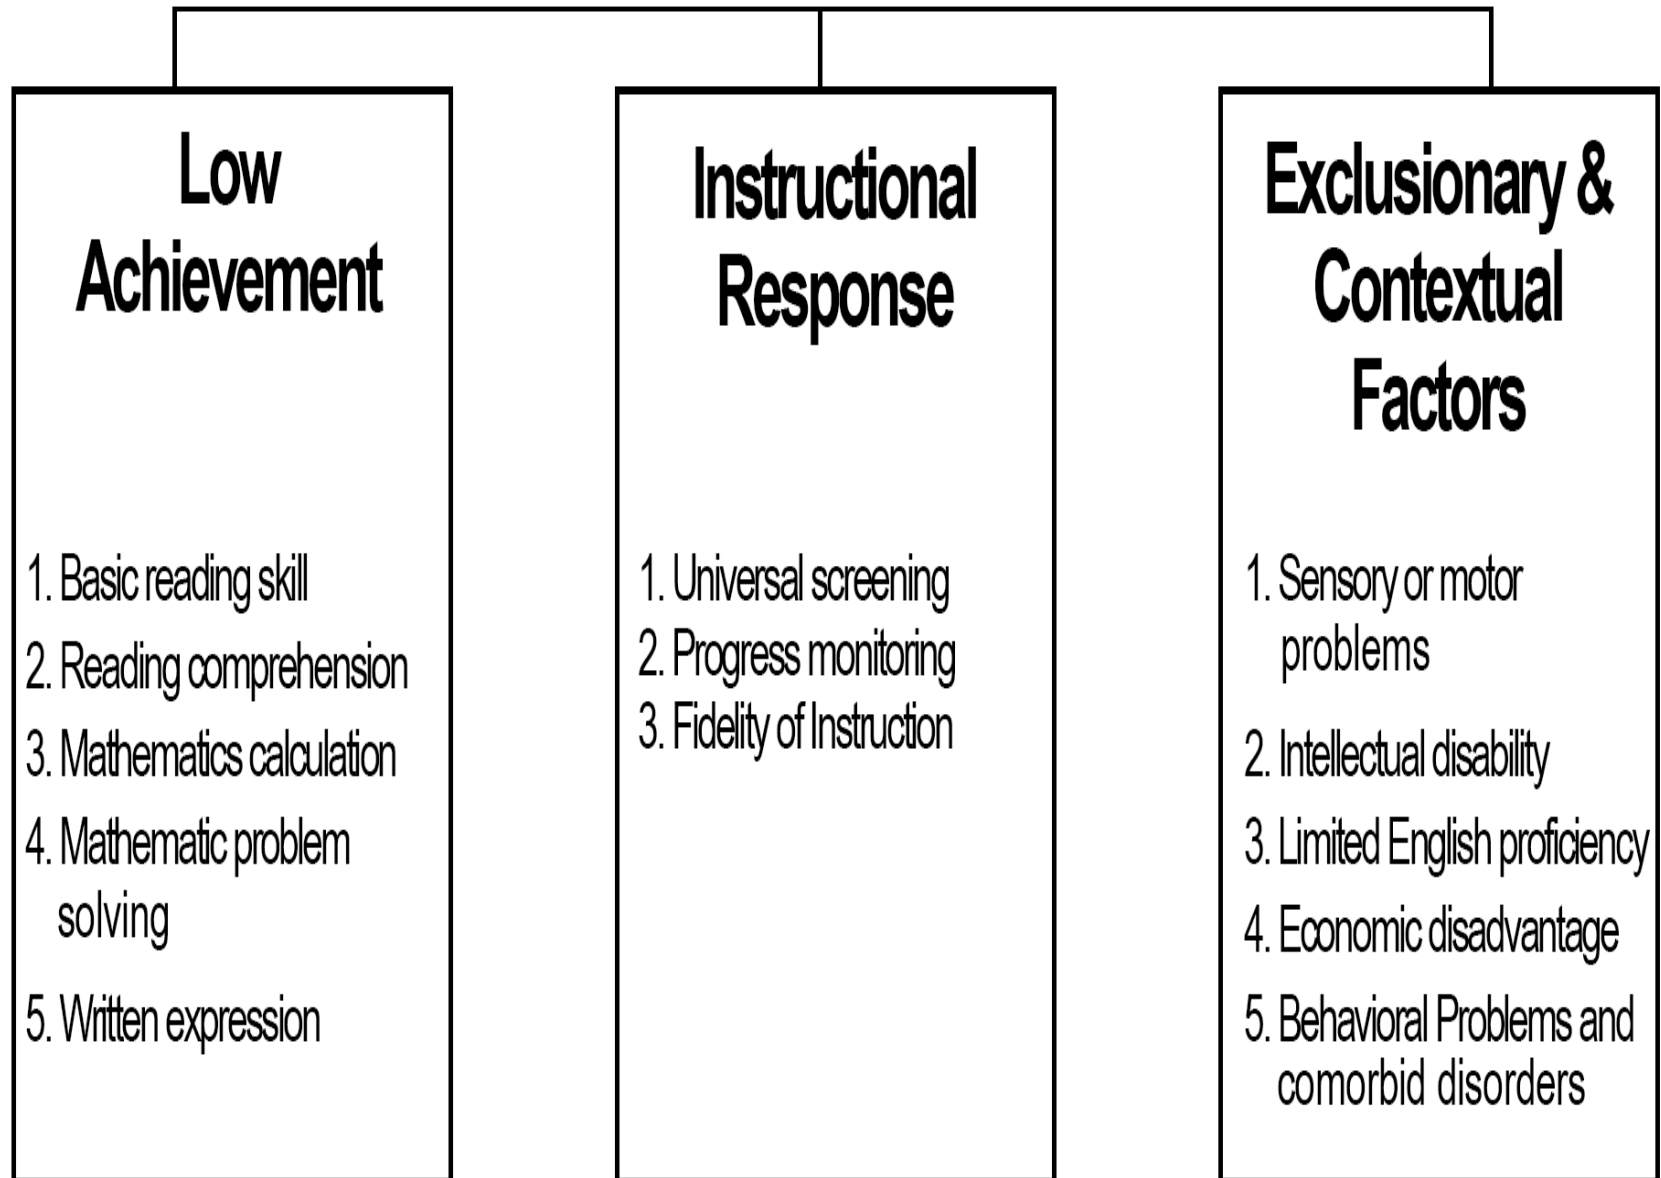 Low
Achievement
1. Basic reading skill
2. Reading comprehension
3. Mathematics calculation
4. Mathematic problem
solving
5. Written expression
Instructional
Response
1. Universal screening
2. Progress monitoring
3. Fidelity of Instruction
Exclusionary &
Contextual
Factors
1. Sensory or motor
problems
2. Intellectual disability
3. Limited English proficiency
4. Economic disadvantage
5. Behavioral Problems and
comorbid disorders